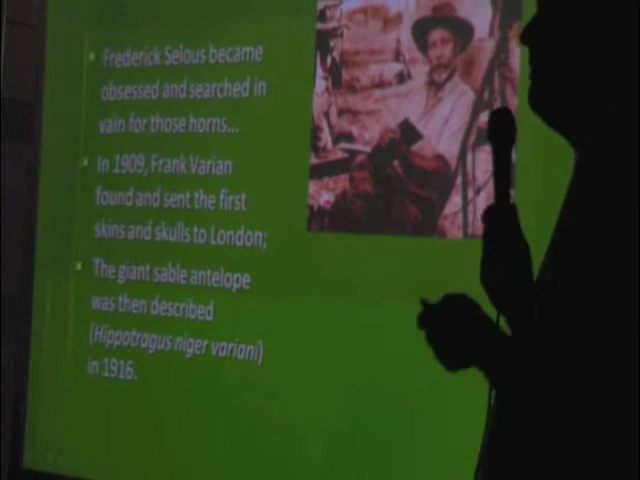 Frederick Selous became
obsessed and searched in
vain for those horns...
In 1909, Frank Varian
found and sent the first
skins and skulls to London;
The giant sable antelope
was then described
(Hippotragus niger variani)
in 1916.